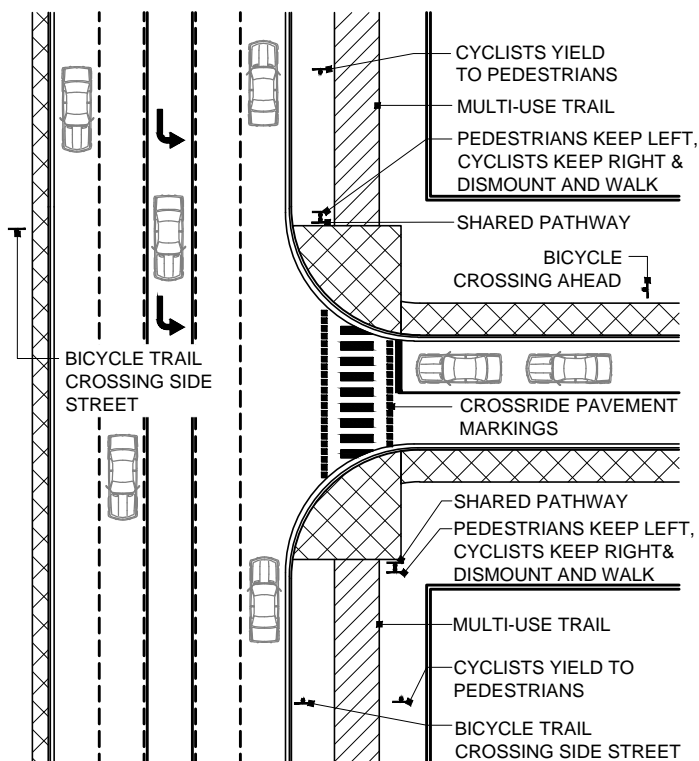 CYCLISTS YIELD
TO PEDESTRIANS
MULTI-USE TRAIL
PEDESTRIANS KEEP LEFT,
CYCLISTS KEEP RIGHT &
DISMOUNT AND WALK
SHARED PATHWAY
BICYCLE
CROSSING AHEAD
BICYCLE TRAIL
CROSSING SIDE
STREET
CROSSRIDE PAVEMENT
MARKINGS
SHARED PATHWAY
PEDESTRIANS KEEP LEFT,
CYCLISTS KEEP RIGHT&
DISMOUNT AND WALK
MULTI-USE TRAIL
CYCLISTS YIELD TO
PEDESTRIANS
BICYCLE TRAIL
CROSSING SIDE STREET